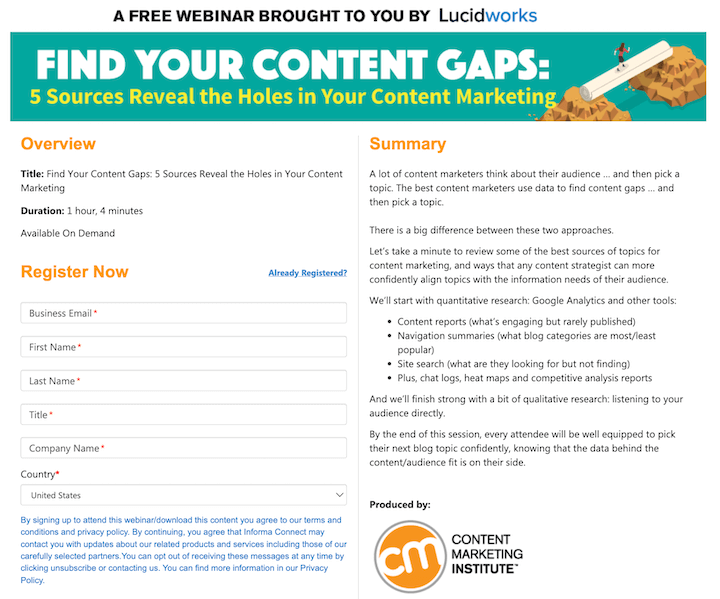 A FREE WEBINAR BROUGHT TO YOU BY Lucidworks
FIND YOUR CONTENT GAPS:
5 Sources Reveal the Holes in Your Content Marketing
Overview
Title: Find Your Content Gaps: 5 Sources Reveal the Holes in Your Content
Marketing
Duration: 1 hour, 4 minutes
Available On Demand
Register Now
Already Registered?
Business Email*
First Name*
Last Name*
Title*
Company Name*
Country*
United States
By signing up to attend this webinar/download this content you agree to our terms and
conditions and privacy policy. By continuing, you agree that Informa Connect may
contact you with updates about our related products and services including those of our
carefully selected partners.You can opt out of receiving these messages at any time by
clicking unsubscribe or contacting us. You can find more information in our Privacy
Policy.
Summary
A lot of content marketers think about their audience ... and then pick a
topic. The best content marketers use data to find content gaps ... and
then pick a topic.
There is a big difference between these two approaches.
Let's take a minute to review some of the best sources of topics for
content marketing, and ways that any content strategist can more
confidently align topics with the information needs of their audience.
We'll start with quantitative research: Google Analytics and other tools:
• Content reports (what's engaging but rarely published)
• Navigation summaries (what blog categories are most/least
popular)
• Site search (what are they looking for but not finding)
• Plus, chat logs, heat maps and competitive analysis reports
And we'll finish strong with a bit of qualitative research: listening to your
audience directly.
By the end of this session, every attendee will be well equipped to pick
their next blog topic confidently, knowing that the data behind the
content/audience fit is on their side.
Produced by:
cm
CONTENT
MARKETING
INSTITUTE™